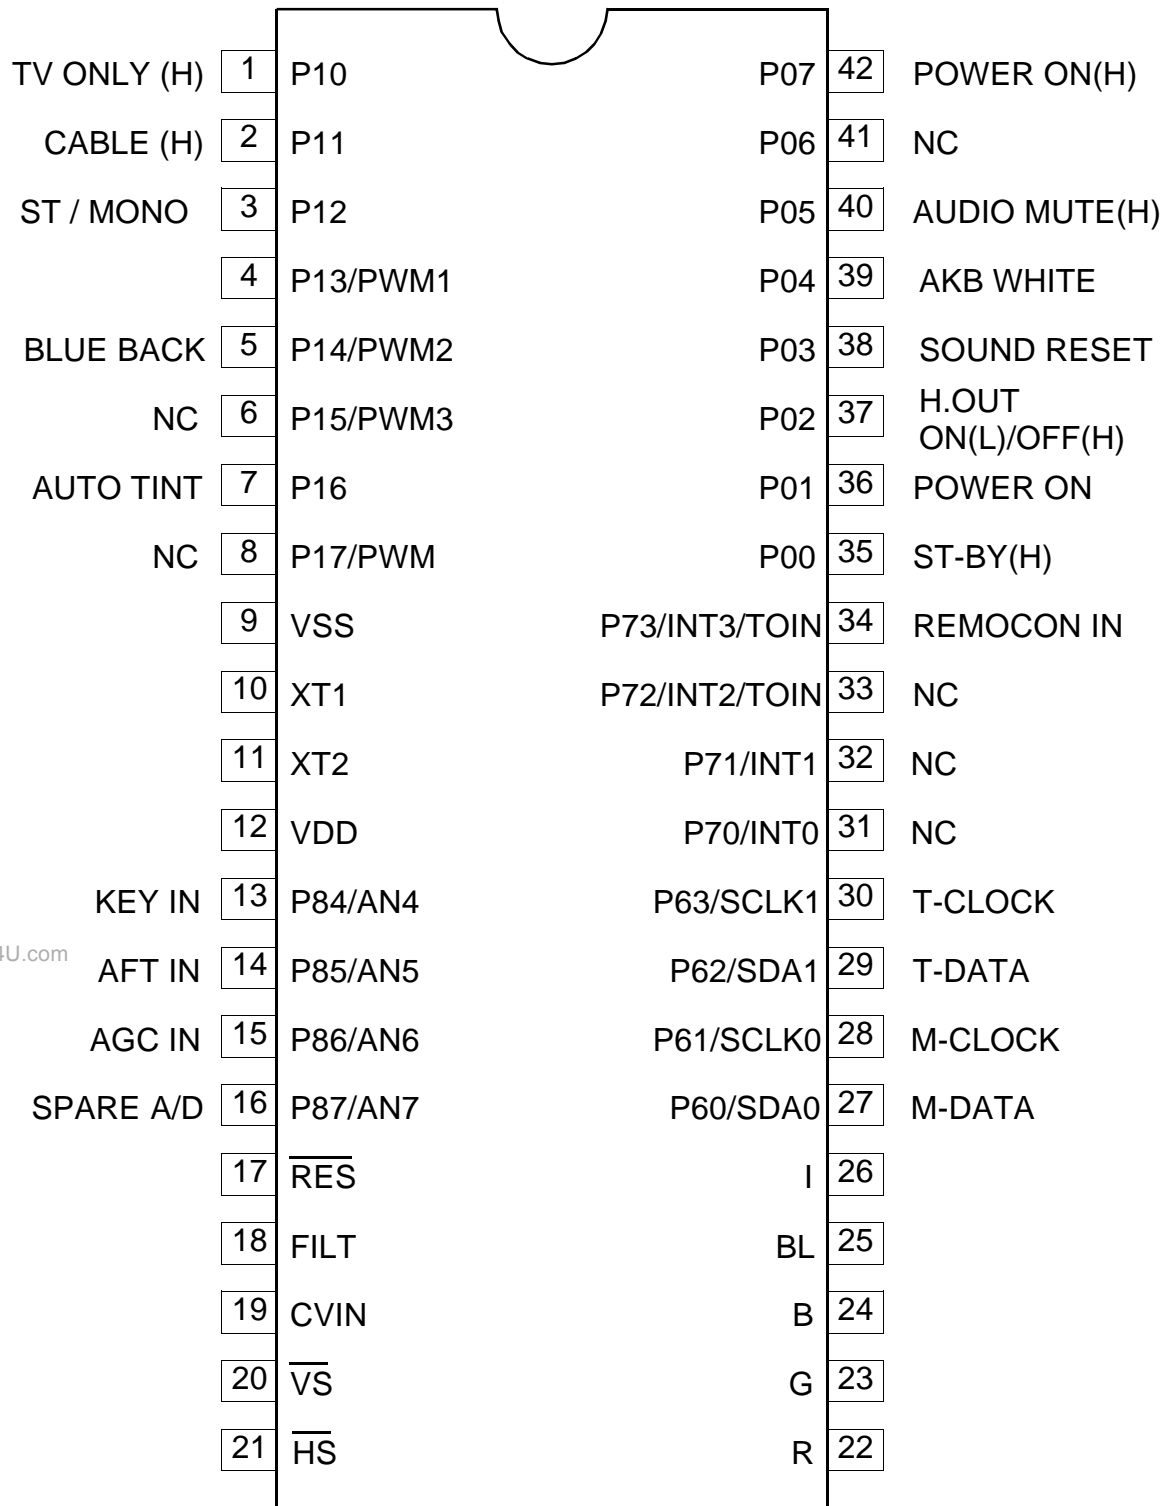 TV ONLY (H) 1 P10 P07 42 POWER ON(H)
CABLE (H) 2 P11 P06 41 NC
ST / MONO 3 P12 P05 40 AUDIO MUTE(H)
4 P13/PWM1 P04 39 AKB WHITE
BLUE BACK 5 P14/PWM2 P03 38 SOUND RESET
NC 6 P15/PWM3 P02 37 H.OUT
ON(L)/OFF(H)
AUTO TINT 7 P16 P01 36 POWER ON
NC 8 P17/PWM P00 35 ST-BY(H)
9 VSS P73/INT3/TOIN 34 REMOCON IN
10 XT1 P72/INT2/TOIN 33 NC
11 XT2 P71/INT1 32 NC
12 VDD P70/INT0 31 NC
KEY IN 13 P84/AN4 P63/SCLK1 30 T-CLOCK
4U.com
AFT IN 14 P85/AN5 P62/SDA1 29 T-DATA
AGC IN 15 P86/AN6 P61/SCLK0 28 M-CLOCK
SPARE A/D 16 P87/AN7 P60/SDA0 27 M-DATA
17 R̅E̅S̅ I 26
18 FILT BL 25
19 CVIN B 24
20 V̅S̅ G 23
21 H̅S̅ R 22